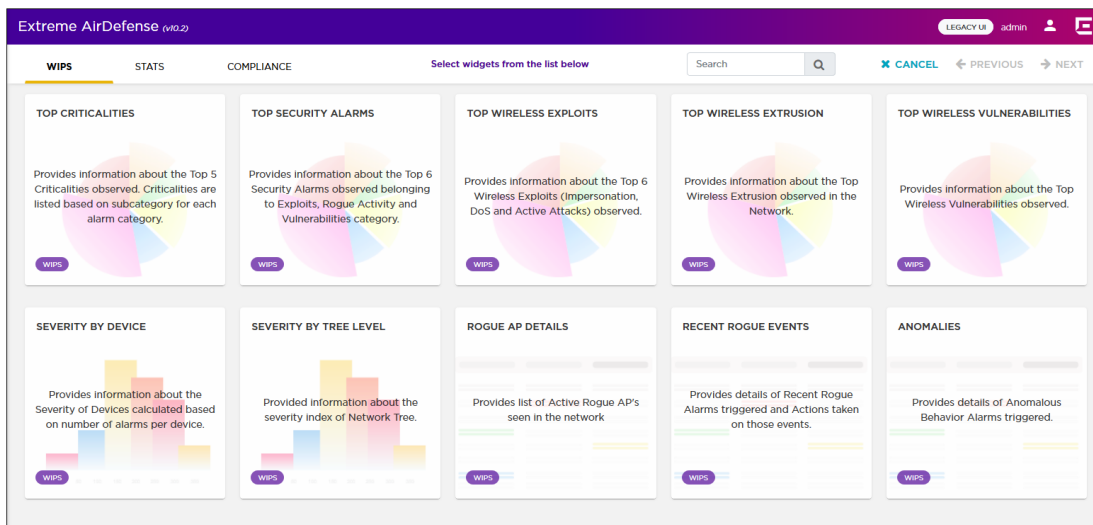 Extreme AirDefense (v10.2)
LEGACY UI admin
WIPS STATS COMPLIANCE Select widgets from the list below Search CANCEL PREVIOUS NEXT
TOP CRITICALITIES
Provides information about the Top 5
Criticalities observed. Criticalities are
listed based on subcategory for each
alarm category.
WIPS
TOP SECURITY ALARMS
Provides information about the Top 6
Security Alarms observed belonging
to Exploits, Rogue Activity and
Vulnerabilities category.
WIPS
TOP WIRELESS EXPLOITS
Provides information about the Top 6
Wireless Exploits (Impersonation,
DoS and Active Attacks) observed.
WIPS
TOP WIRELESS EXTRUSION
Provides information about the Top
Wireless Extrusion observed in the
Network.
WIPS
TOP WIRELESS VULNERABILITIES
Provides information about the Top
Wireless Vulnerabilities observed.
WIPS
SEVERITY BY DEVICE
Provides information about the
Severity of Devices calculated based
on number of alarms per device.
WIPS
SEVERITY BY TREE LEVEL
Provided information about the
severity index of Network Tree.
WIPS
ROGUE AP DETAILS
Provides list of Active Rogue AP's
seen in the network
WIPS
RECENT ROGUE EVENTS
Provides details of Recent Rogue
Alarms triggered and Actions taken
on those events.
WIPS
ANOMALIES
Provides details of Anomalous
Behavior Alarms triggered.
WIPS